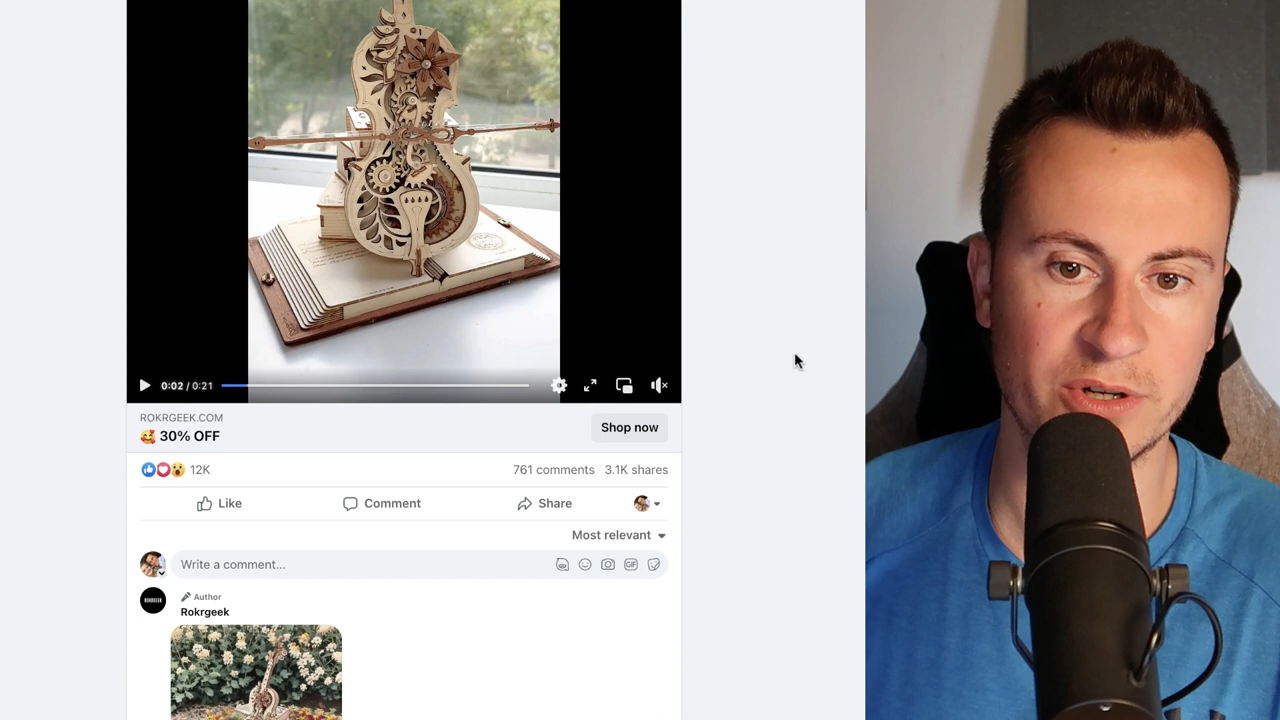 0:02 / 0:21
ROKRGEEK.COM
🥰 30% OFF
Shop now
12K
761 comments 3.1K shares
Like
Comment
Share
Most relevant
Write a comment...
GIF
Author
Rokrgeek